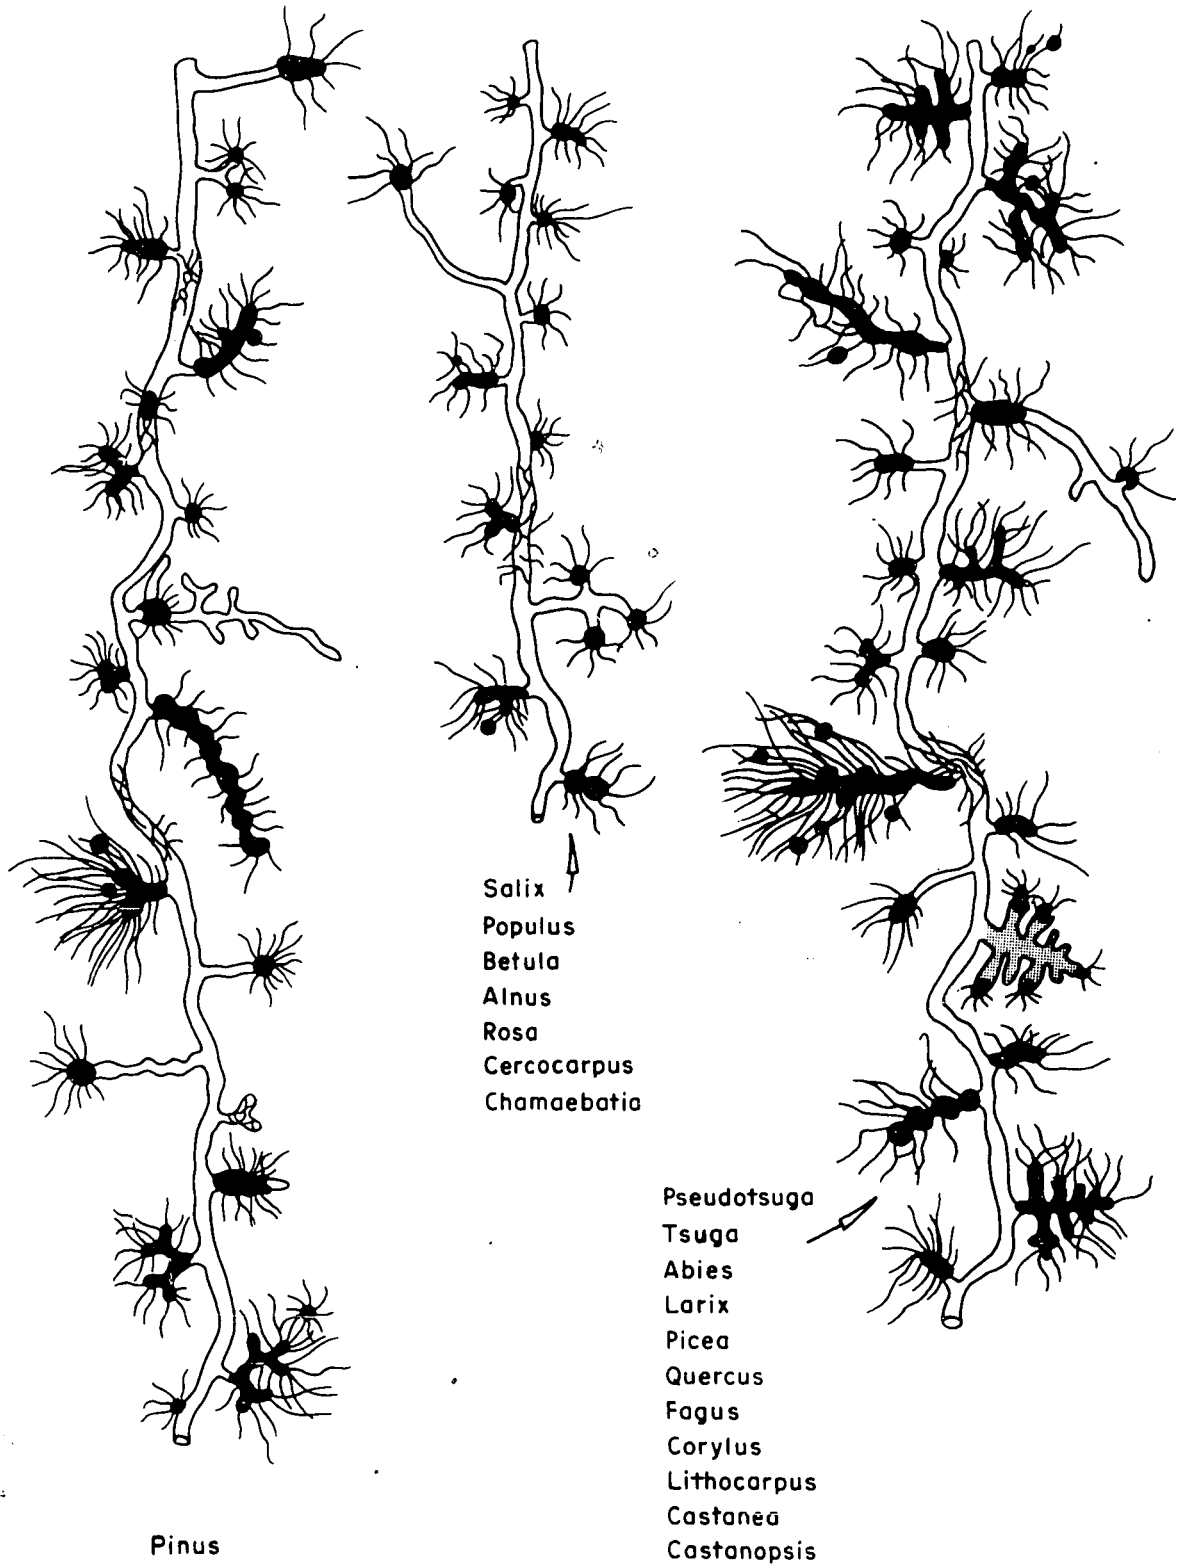 Salix
Populus
Betula
Alnus
Rosa
Cercocarpus
Chamaebatia
Pseudotsuga
Tsuga
Abies
Larix
Picea
Quercus
Fagus
Corylus
Lithocarpus
Castanea
Castanopsis
Pinus